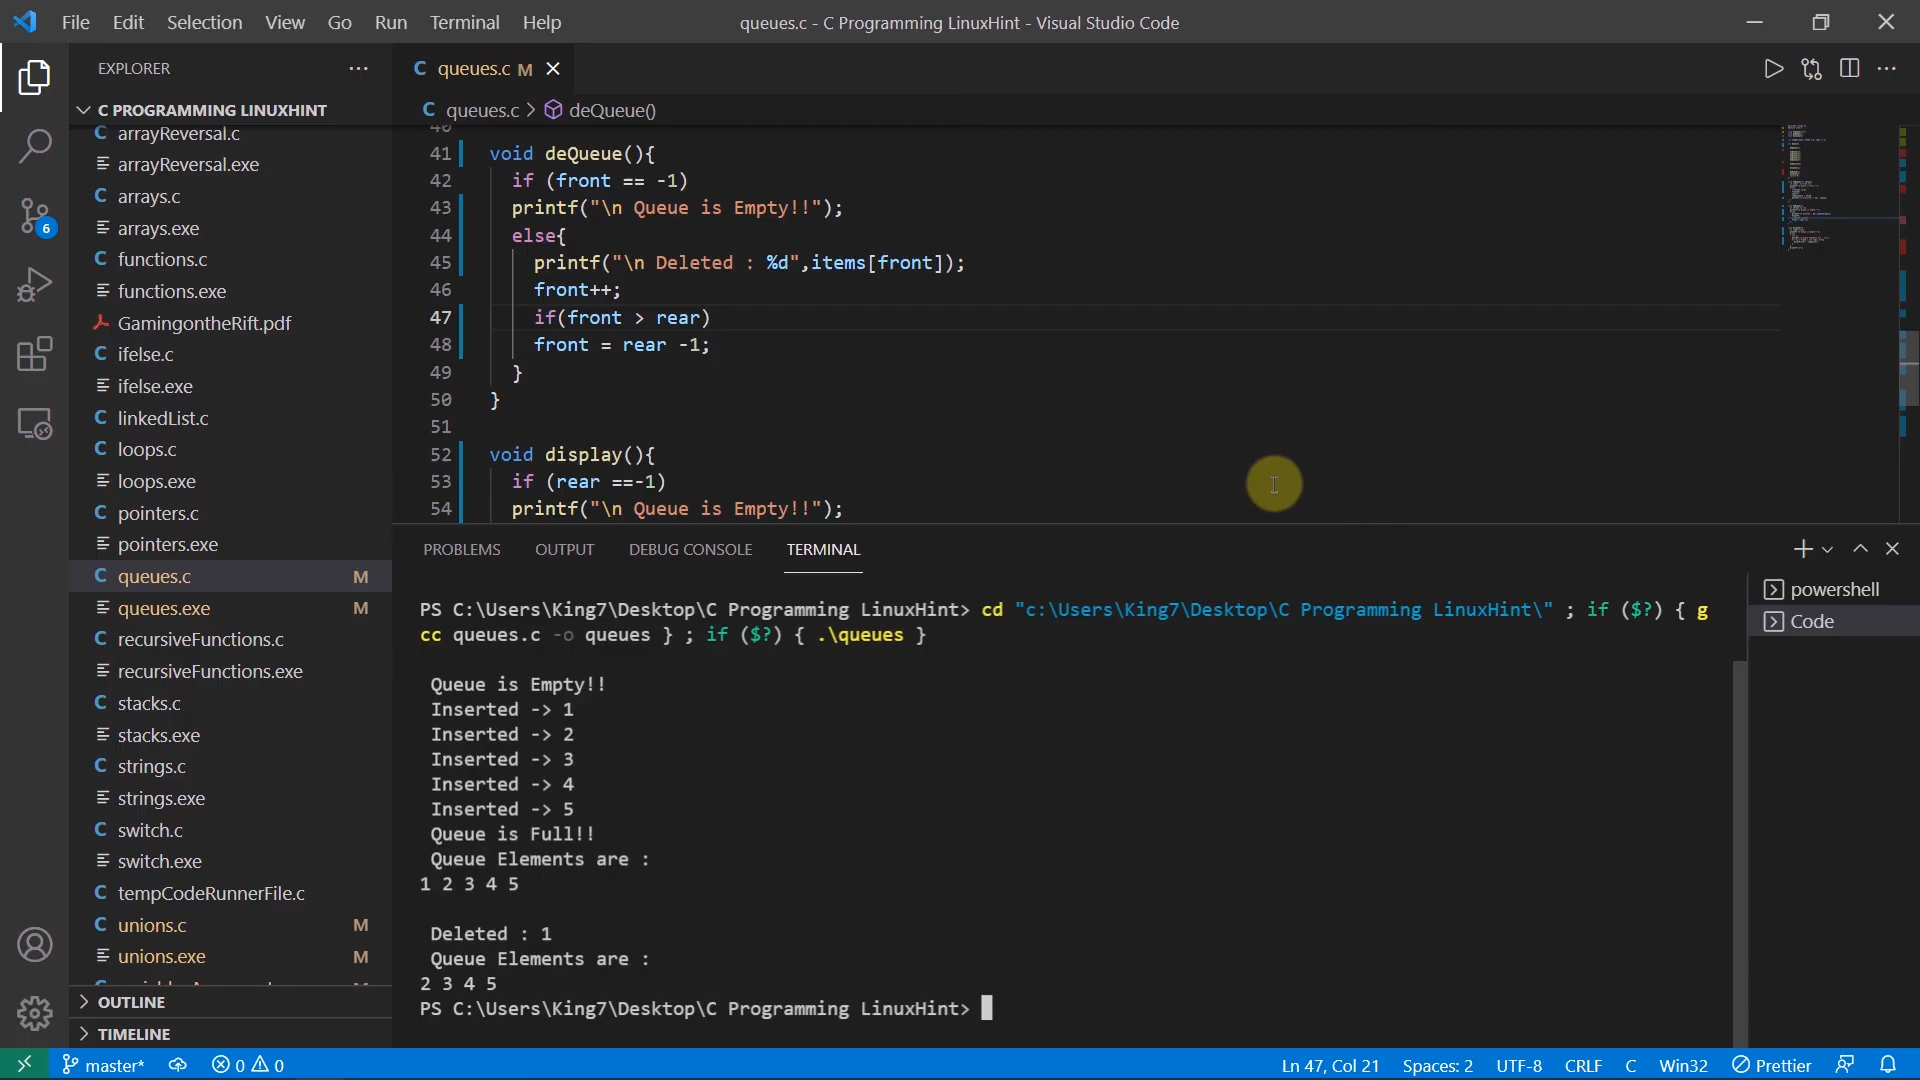 File Edit Selection View Go Run Terminal Help
queues.c - C Programming LinuxHint - Visual Studio Code
EXPLORER
C PROGRAMMING LINUXHINT
C arrayReversal.c
arrayReversal.exe
C arrays.c
arrays.exe
C functions.c
functions.exe
GamingontheRift.pdf
C ifelse.c
ifelse.exe
C linkedList.c
C loops.c
loops.exe
C pointers.c
pointers.exe
C queues.c M
queues.exe M
C recursiveFunctions.c
recursiveFunctions.exe
C stacks.c
stacks.exe
C strings.c
strings.exe
C switch.c
switch.exe
C tempCodeRunnerFile.c
C unions.c M
unions.exe M
OUTLINE
TIMELINE
6
C queues.c M
C queues.c > deQueue()
40
41 void deQueue(){
42 if (front == -1)
43 printf("\n Queue is Empty!!");
44 else{
45 printf("\n Deleted : %d",items[front]);
46 front++;
47 if(front > rear)
48 front = rear -1;
49 }
50 }
51
52 void display(){
53 if (rear ==-1)
54 printf("\n Queue is Empty!!");
PROBLEMS OUTPUT DEBUG CONSOLE TERMINAL
PS C:\Users\King7\Desktop\C Programming LinuxHint> cd "c:\Users\King7\Desktop\C Programming LinuxHint\" ; if ($?) { g
cc queues.c -o queues } ; if ($?) { .\queues }
Queue is Empty!!
Inserted -> 1
Inserted -> 2
Inserted -> 3
Inserted -> 4
Inserted -> 5
Queue is Full!!
Queue Elements are :
1 2 3 4 5
Deleted : 1
Queue Elements are :
2 3 4 5
PS C:\Users\King7\Desktop\C Programming LinuxHint>
powershell
Code
master* 0 0
Ln 47, Col 21 Spaces: 2 UTF-8 CRLF C Win32 Prettier